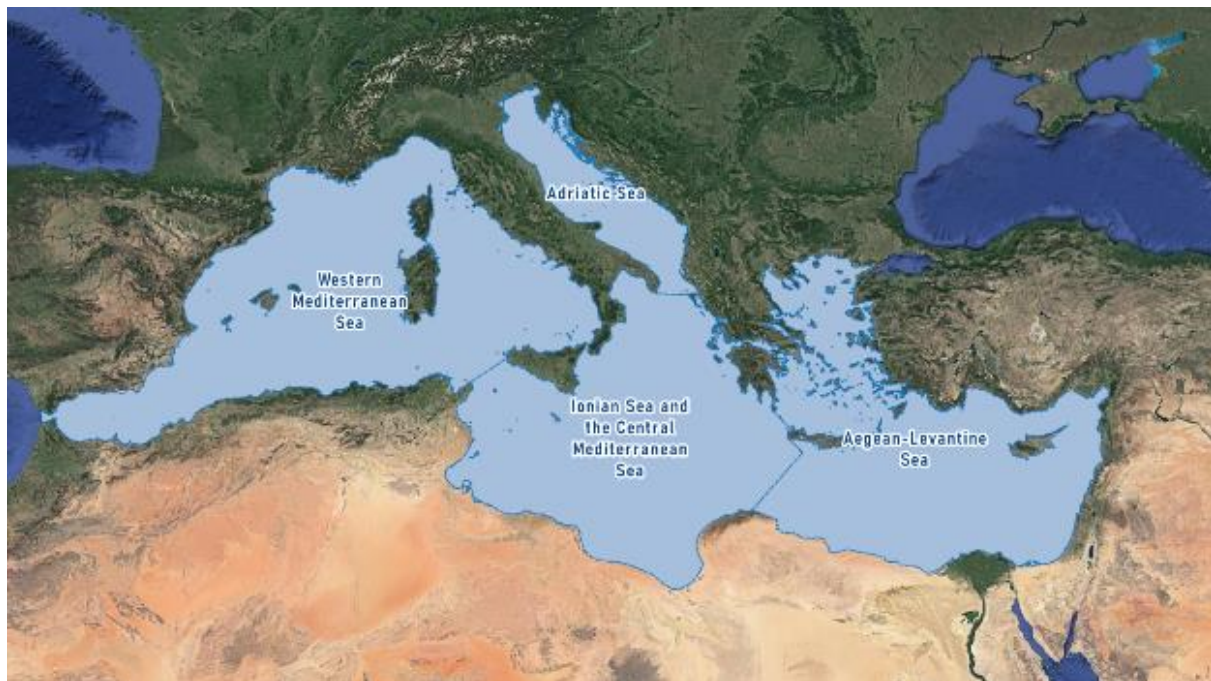 Adriatic Sea
Western
Mediterranean
Sea
Ionian Sea and
the Central
Mediterranean
Sea
Aegean-Levantine
Sea